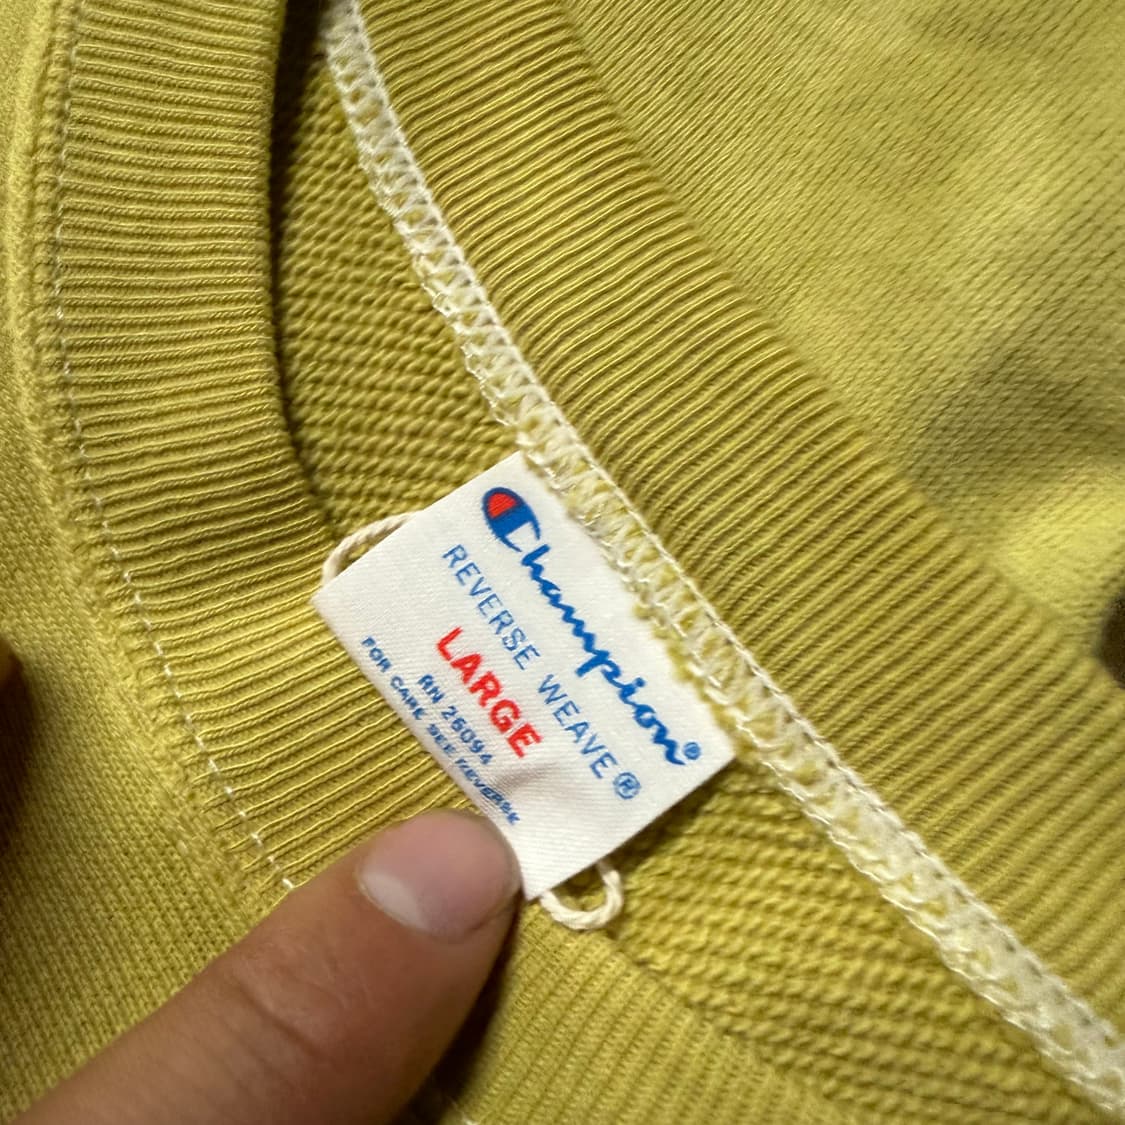 Champion®
REVERSE WEAVE®
LARGE
RN 26094
FOR CARE SEE REVERSE